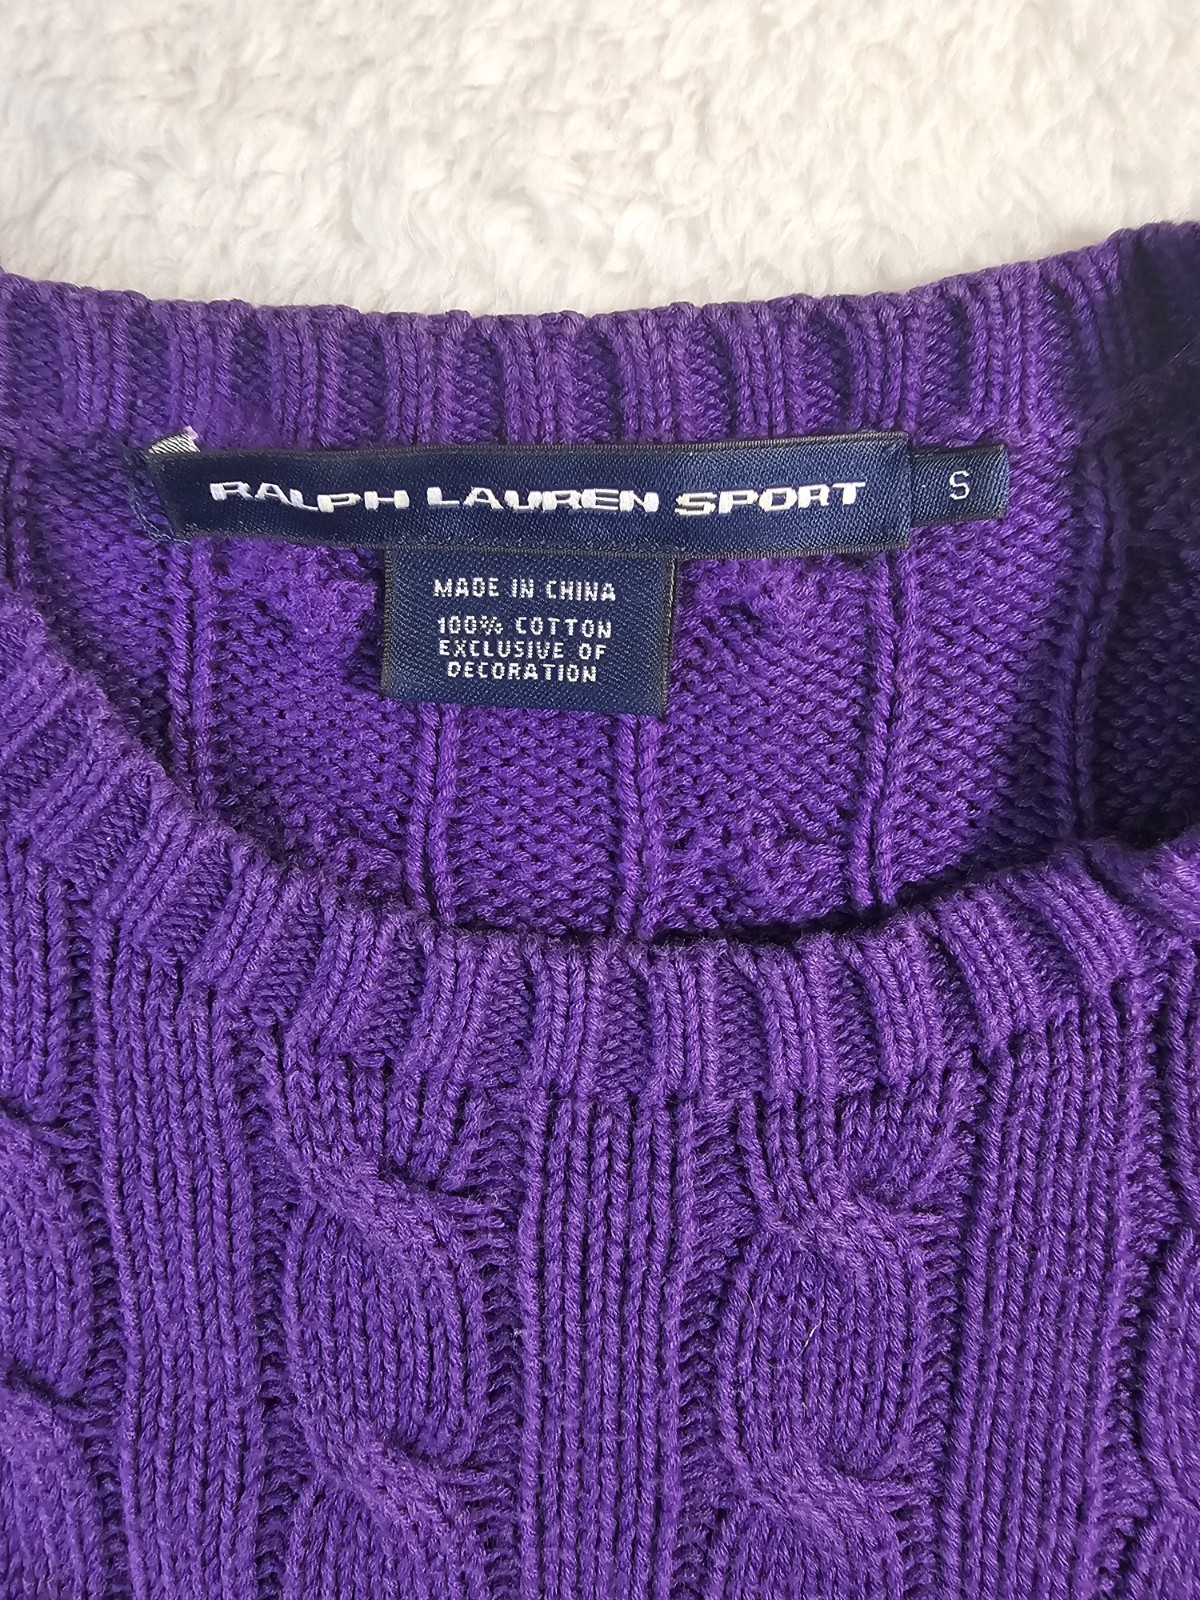 RALPH LAUREN SPORT
S
MADE IN CHINA
100% COTTON
EXCLUSIVE OF
DECORATION